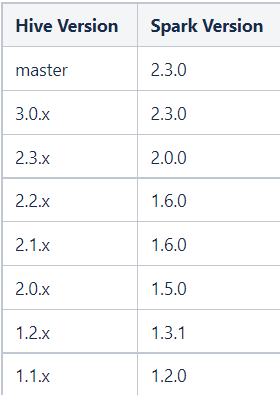 Hive Version Spark Version
master 2.3.0
3.0.x 2.3.0
2.3.x 2.0.0
2.2.x 1.6.0
2.1.x 1.6.0
2.0.x 1.5.0
1.2.x 1.3.1
1.1.x 1.2.0